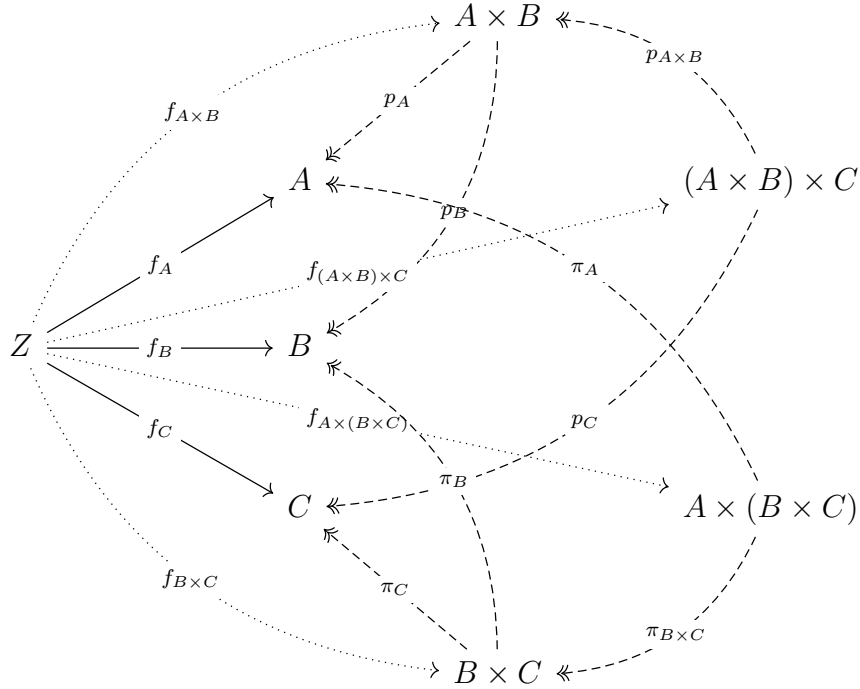 A × B
p_{A×B}
f_{A×B}
p_A
A
(A × B) × C
p_B
f_A
f_{(A×B)×C}
π_A
Z
f_B
B
f_C
f_{A×(B×C)}
p_C
π_B
C
A × (B × C)
f_{B×C}
π_C
π_{B×C}
B × C